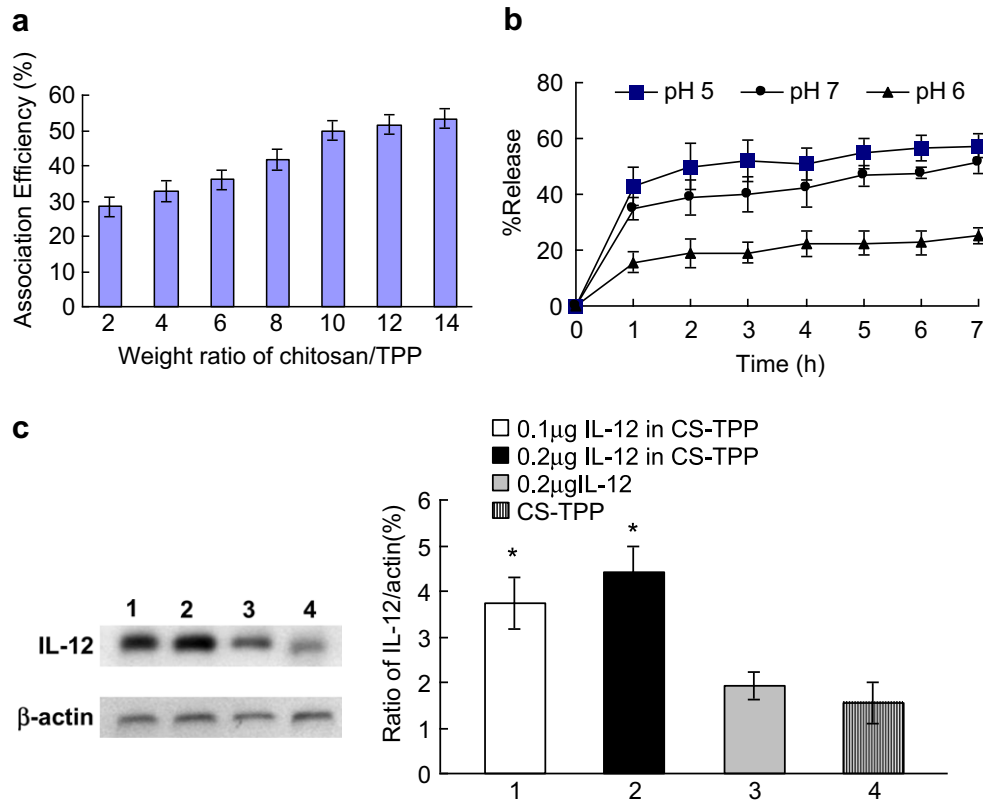 a
Association Efficiency (%)
60
50
40
30
20
10
0
2 4 6 8 10 12 14
Weight ratio of chitosan/TPP
b
pH 5 pH 7 pH 6
%Release
80
60
40
20
0
0 1 2 3 4 5 6 7
Time (h)
c
1 2 3 4
IL-12
β-actin
0.1μg IL-12 in CS-TPP
0.2μg IL-12 in CS-TPP
0.2μgIL-12
CS-TPP
Ratio of IL-12/actin(%)
6
5
4
3
2
1
0
* *
1 2 3 4